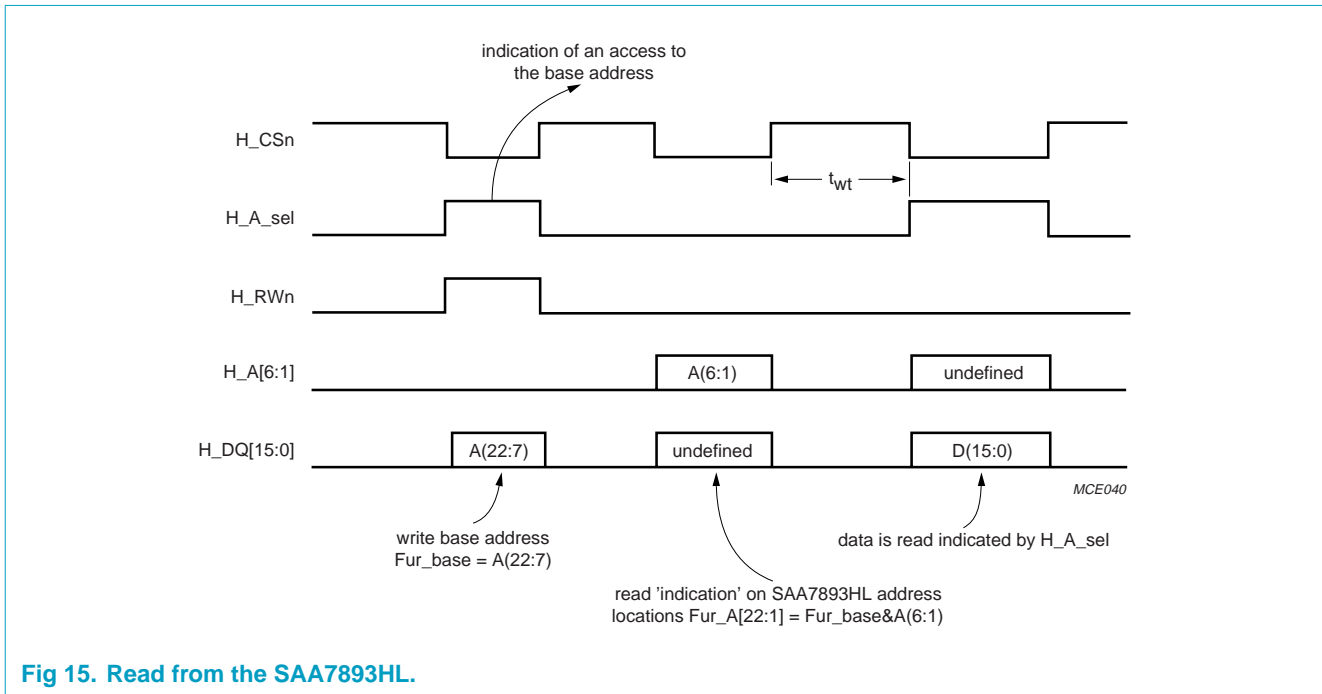 indication of an access to
the base address
H_CSn
twt
H_A_sel
H_RWn
H_A[6:1]
A(6:1)
undefined
H_DQ[15:0]
A(22:7)
undefined
D(15:0)
MCE040
write base address
Fur_base = A(22:7)
data is read indicated by H_A_sel
read 'indication' on SAA7893HL address
locations Fur_A[22:1] = Fur_base&A(6:1)
Fig 15. Read from the SAA7893HL.